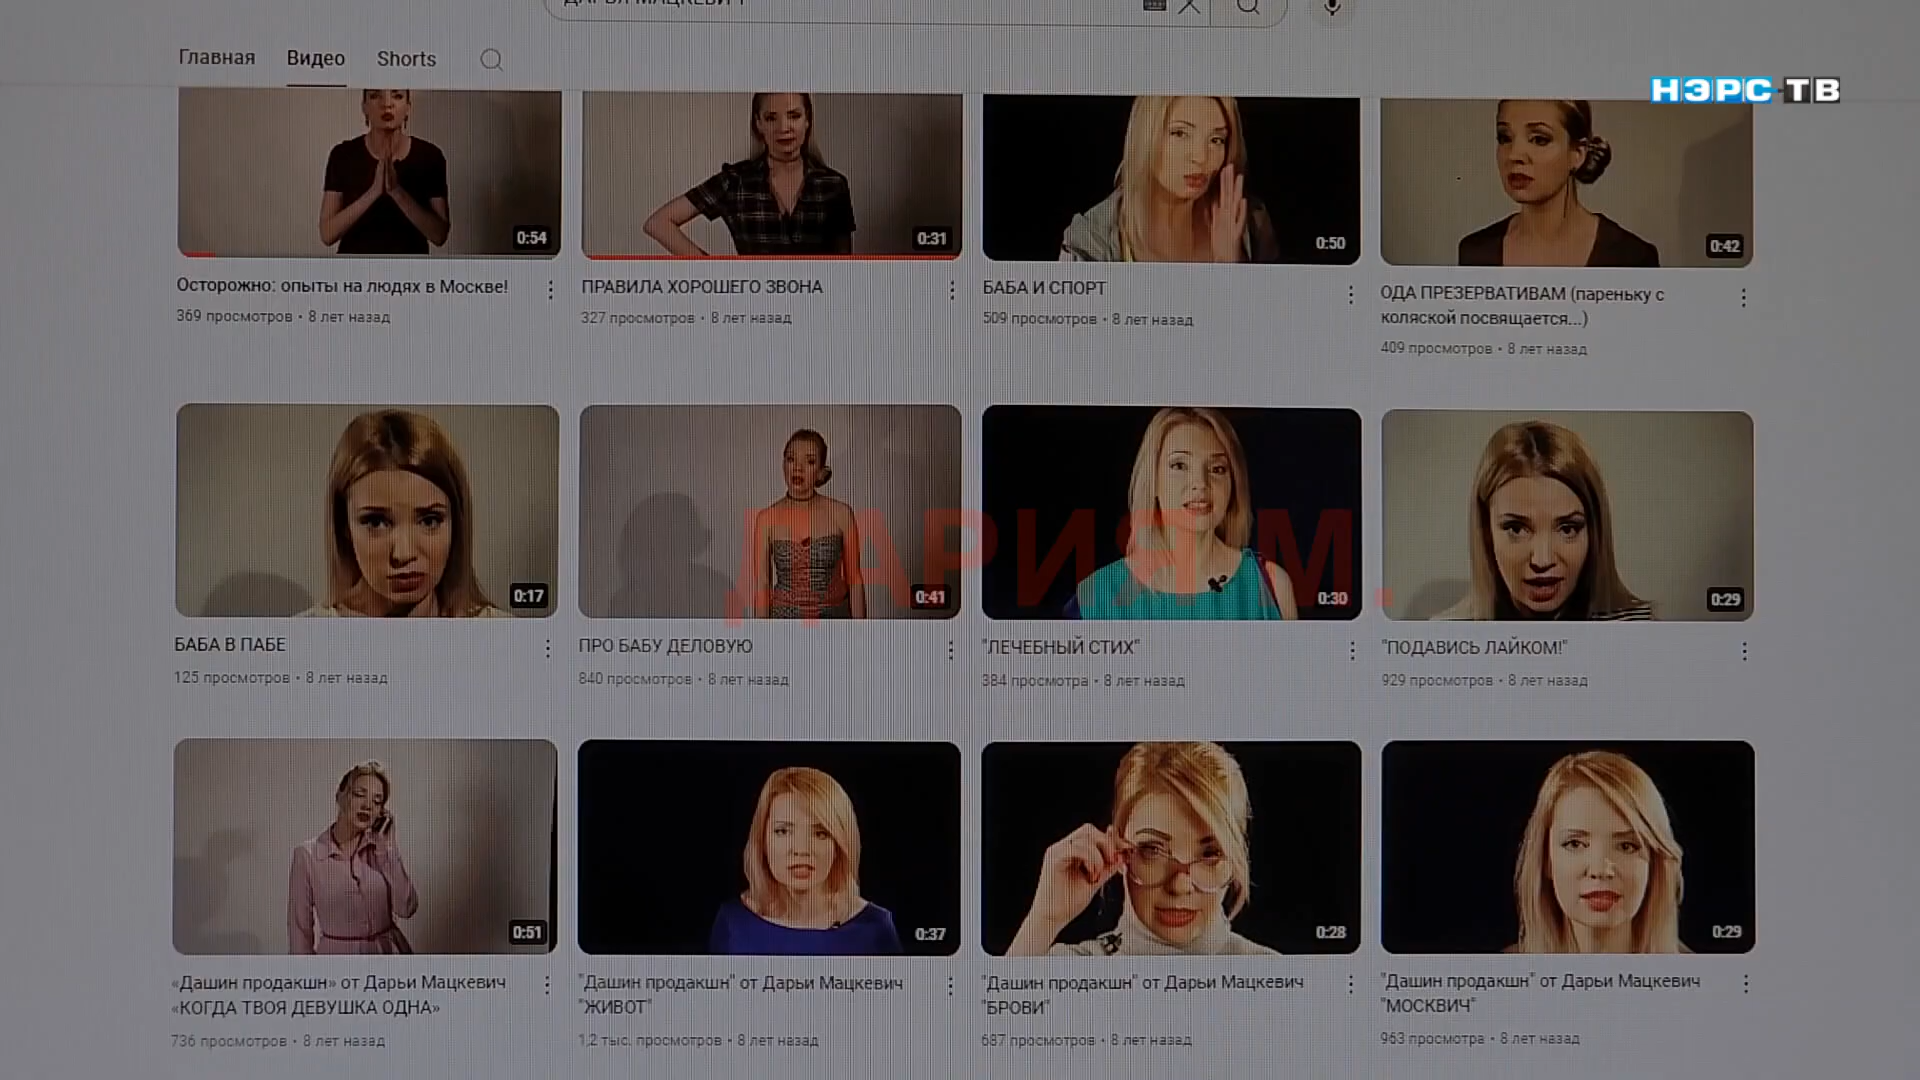 ДАРЬЯ МАЦКЕВИЧ
Главная Видео Shorts
НЭРС-ТВ
0:54
0:31
0:50
0:42
Осторожно: опыты на людях в Москве!
369 просмотров • 8 лет назад
ПРАВИЛА ХОРОШЕГО ЗВОНА
327 просмотров • 8 лет назад
БАБА И СПОРТ
509 просмотров • 8 лет назад
ОДА ПРЕЗЕРВАТИВАМ (пареньку с
коляской посвящается...)
409 просмотров • 8 лет назад
ДАРИЯ М.
0:17
0:41
0:30
0:29
БАБА В ПАБЕ
125 просмотров • 8 лет назад
ПРО БАБУ ДЕЛОВУЮ
840 просмотров • 8 лет назад
"ЛЕЧЕБНЫЙ СТИХ"
384 просмотра • 8 лет назад
"ПОДАВИСЬ ЛАЙКОМ!"
929 просмотров • 8 лет назад
0:51
0:37
0:28
0:29
«Дашин продакшн» от Дарьи Мацкевич
«КОГДА ТВОЯ ДЕВУШКА ОДНА»
736 просмотров • 8 лет назад
"Дашин продакшн" от Дарьи Мацкевич
"ЖИВОТ"
1,2 тыс. просмотров • 8 лет назад
"Дашин продакшн" от Дарьи Мацкевич
"БРОВИ"
687 просмотров • 8 лет назад
"Дашин продакшн" от Дарьи Мацкевич
"МОСКВИЧ"
963 просмотра • 8 лет назад